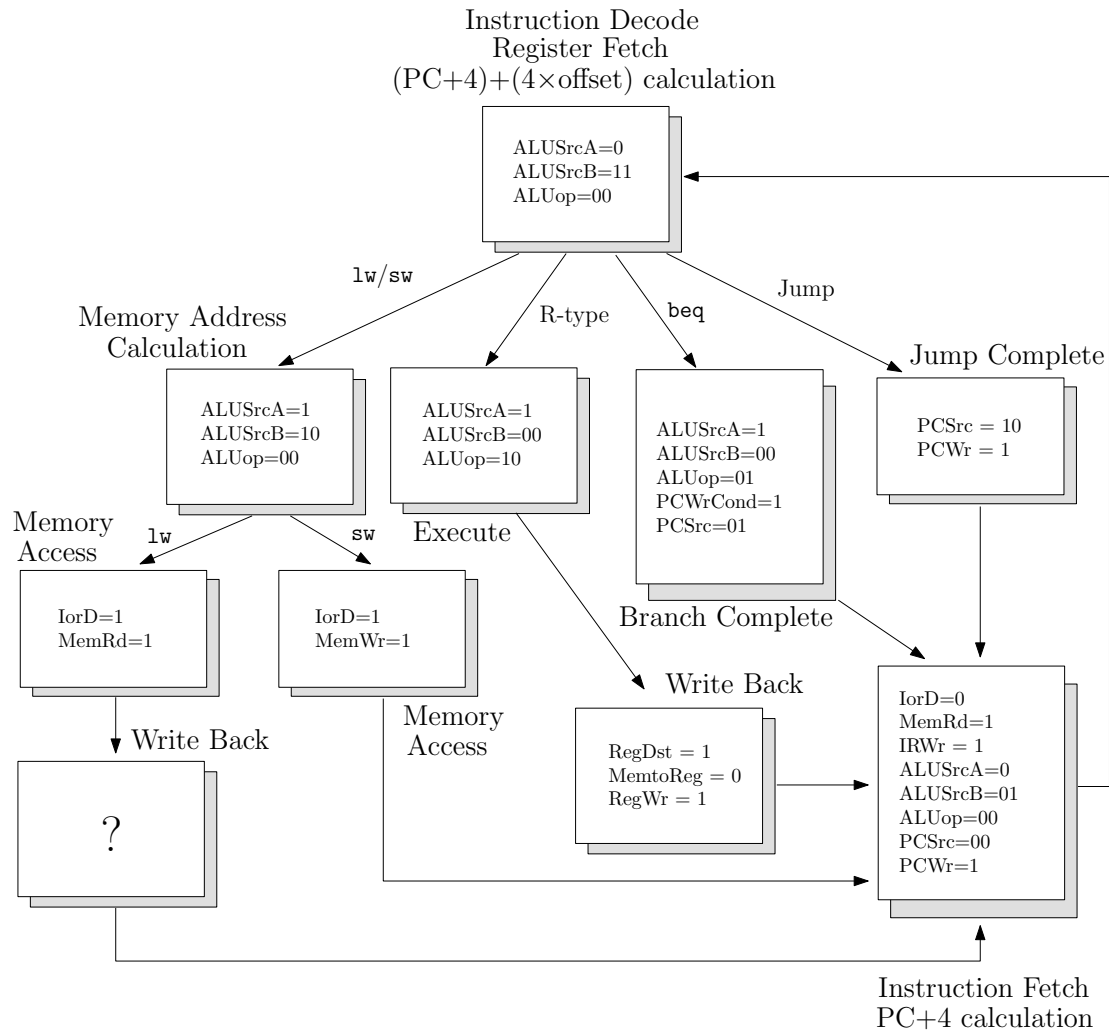 Instruction Decode
Register Fetch
(PC+4)+(4×offset) calculation
ALUSrcA=0
ALUSrcB=11
ALUop=00
lw/sw
R-type
beq
Jump
Memory Address
Calculation
ALUSrcA=1
ALUSrcB=10
ALUop=00
ALUSrcA=1
ALUSrcB=00
ALUop=10
Execute
ALUSrcA=1
ALUSrcB=00
ALUop=01
PCWrCond=1
PCSrc=01
Branch Complete
Jump Complete
PCSrc = 10
PCWr = 1
Memory
Access
lw
sw
IorD=1
MemRd=1
IorD=1
MemWr=1
Memory
Access
Write Back
?
Write Back
RegDst = 1
MemtoReg = 0
RegWr = 1
IorD=0
MemRd=1
IRWr = 1
ALUSrcA=0
ALUSrcB=01
ALUop=00
PCSrc=00
PCWr=1
Instruction Fetch
PC+4 calculation